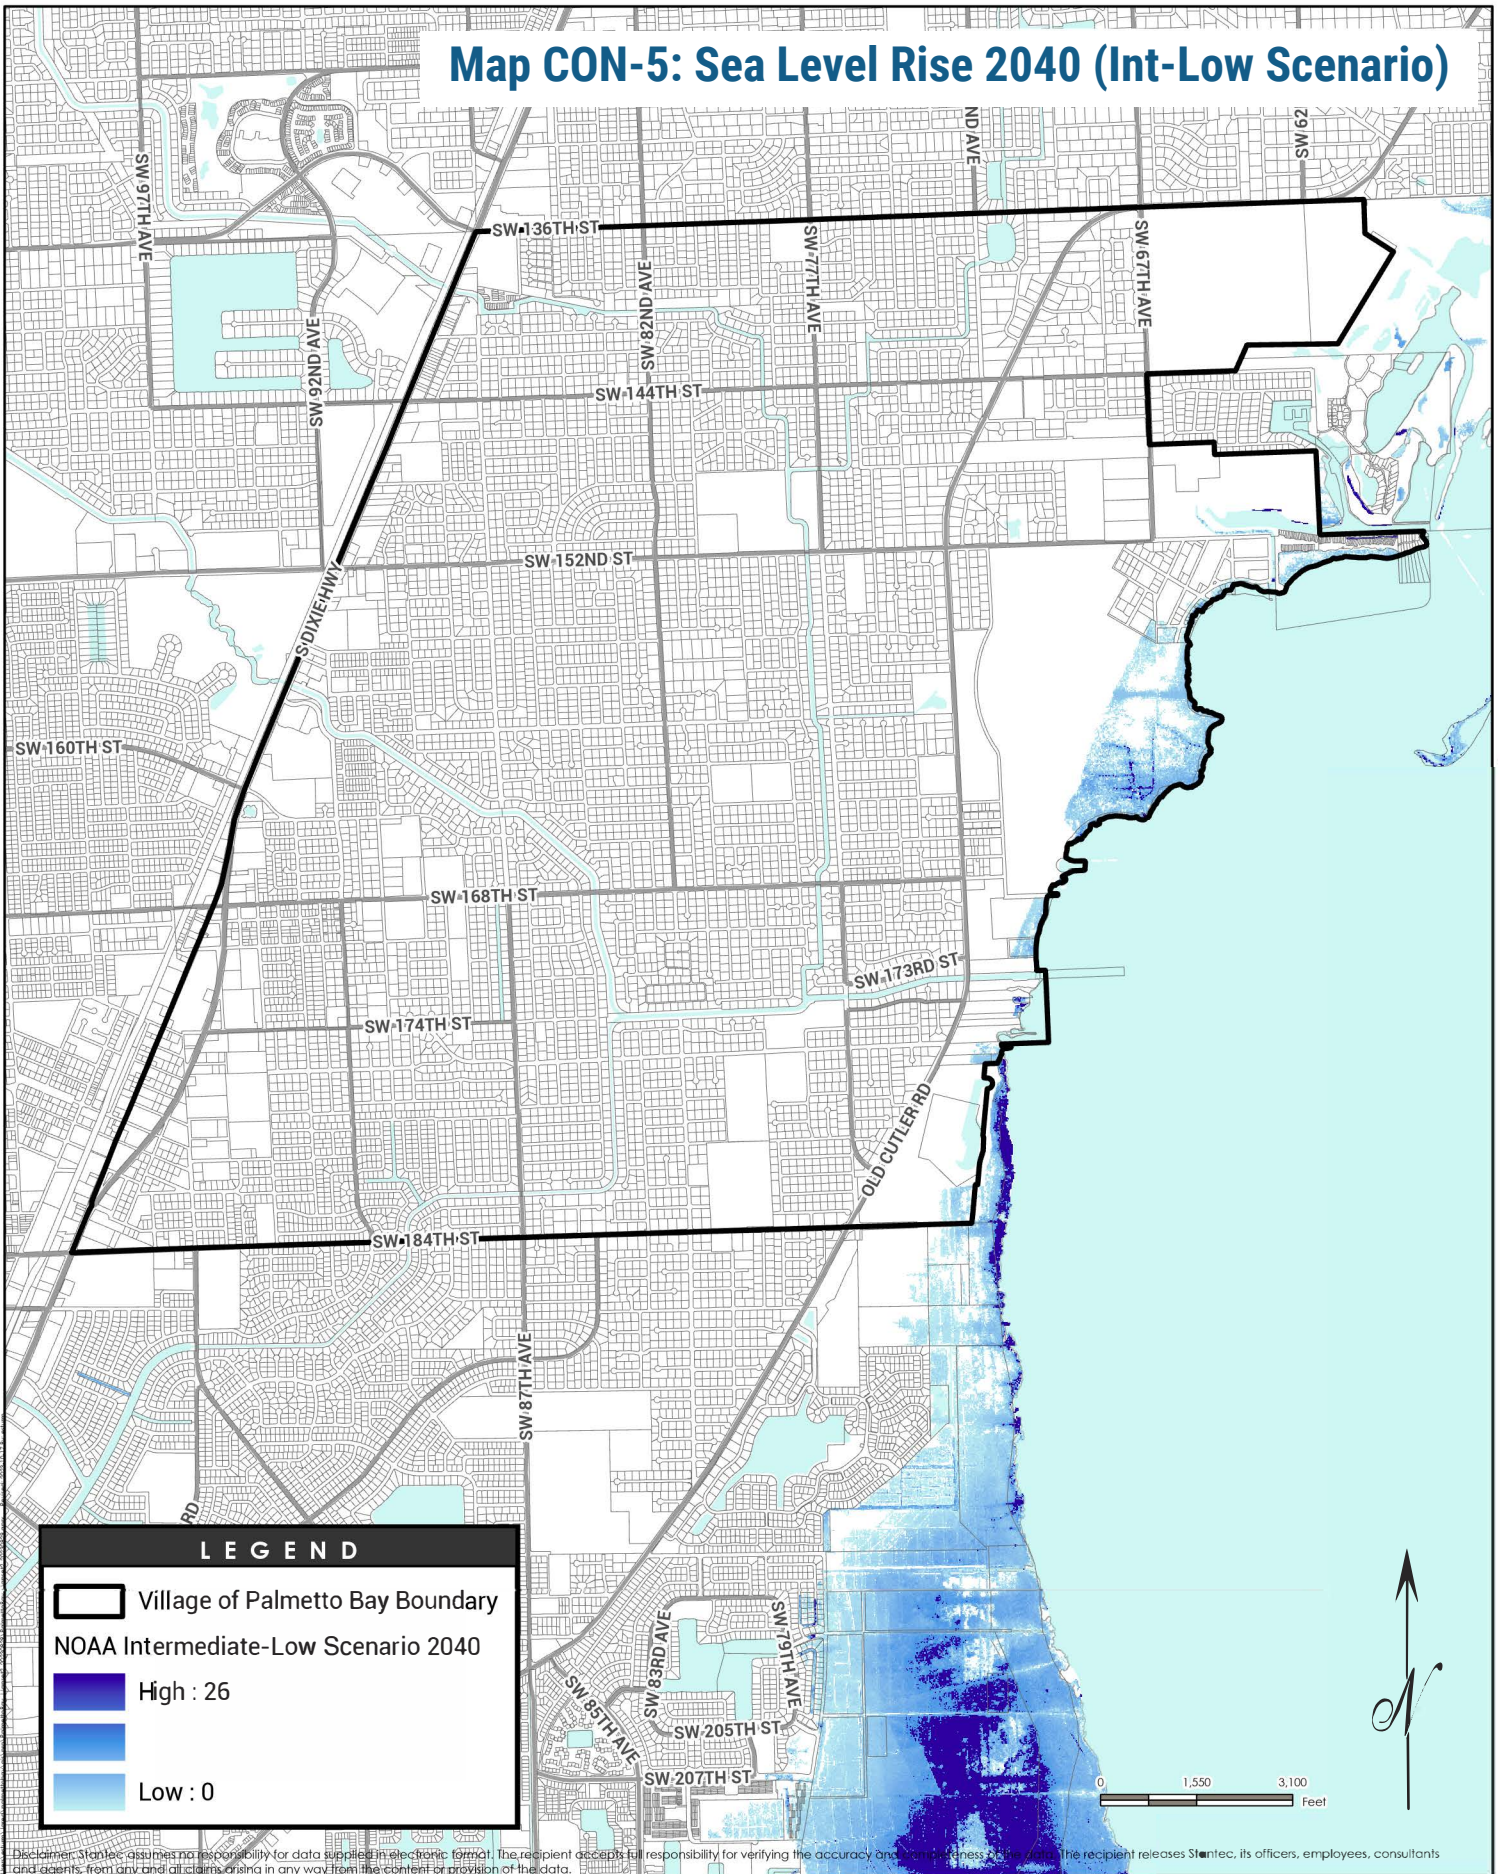 Map CON-5: Sea Level Rise 2040 (Int-Low Scenario)
ND AVE
SW 62
SW 97TH AVE
SW 136TH ST
SW 77TH AVE
SW 67TH AVE
SW 82ND AVE
SW 92ND AVE
SW 144TH ST
SW 152ND ST
S DIXIE HWY
SW 160TH ST
SW 168TH ST
SW 173RD ST
SW 174TH ST
OLD CUTLER RD
SW 184TH ST
SW 87TH AVE
RD
LEGEND
Village of Palmetto Bay Boundary
NOAA Intermediate-Low Scenario 2040
High : 26
Low : 0
SW 83RD AVE
SW 79TH AVE
SW 85TH AVE
SW 205TH ST
SW 207TH ST
N
0 1,550 3,100
Feet
Disclaimer: Stantec assumes no responsibility for data supplied in electronic format. The recipient accepts full responsibility for verifying the accuracy and completeness of the data. The recipient releases Stantec, its officers, employees, consultants
and agents, from any and all claims arising in any way from the content or provision of the data.